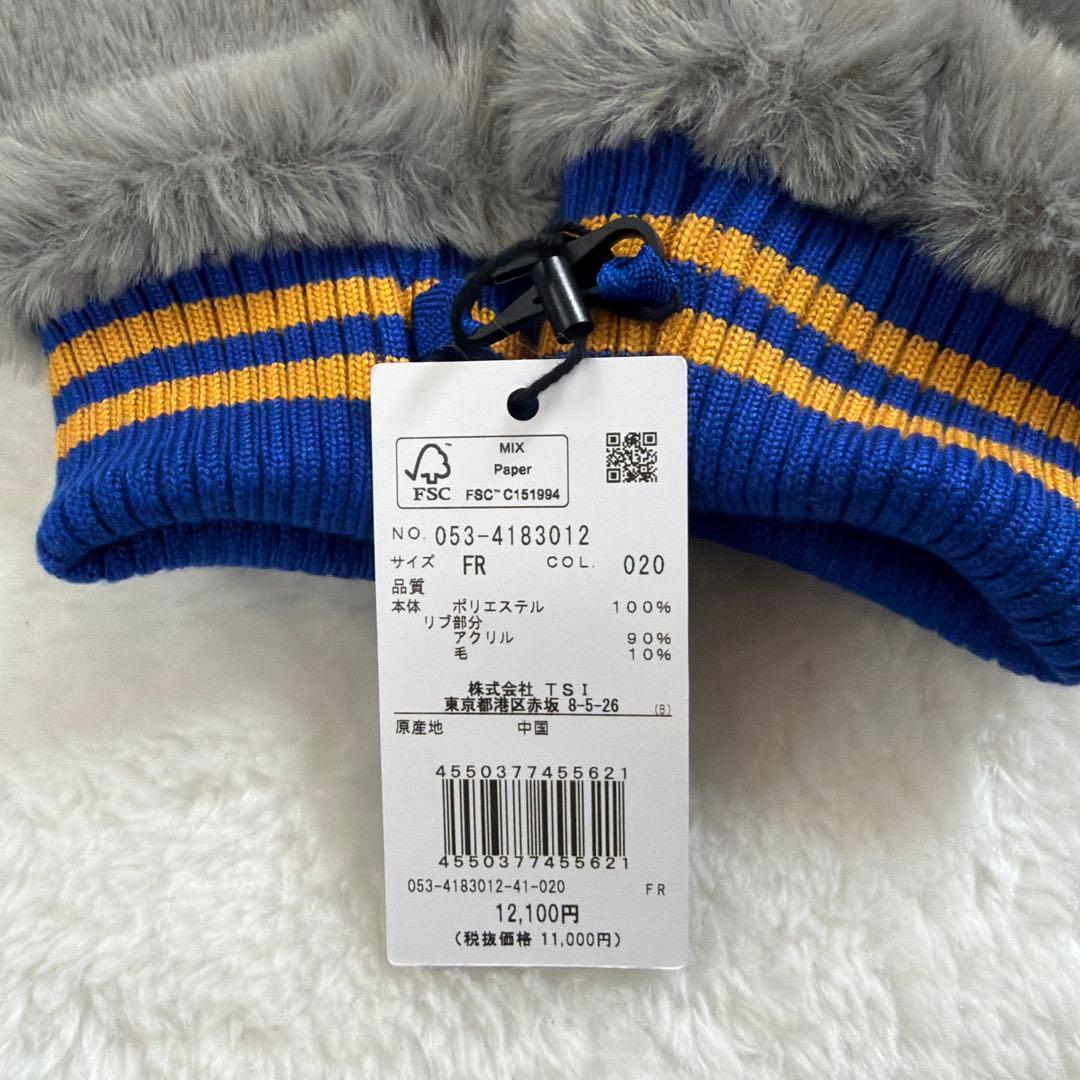 FSC™
MIX
Paper
FSC™ C151994
NO. 053-4183012
サイズ FR COL. 020
品質
本体 ポリエステル 100%
リブ部分
アクリル 90%
毛 10%
株式会社 TSI
東京都港区赤坂 8-5-26 (B)
原産地 中国
4550377455621
4550377455621
053-4183012-41-020 FR
12,100円
(税抜価格 11,000円)